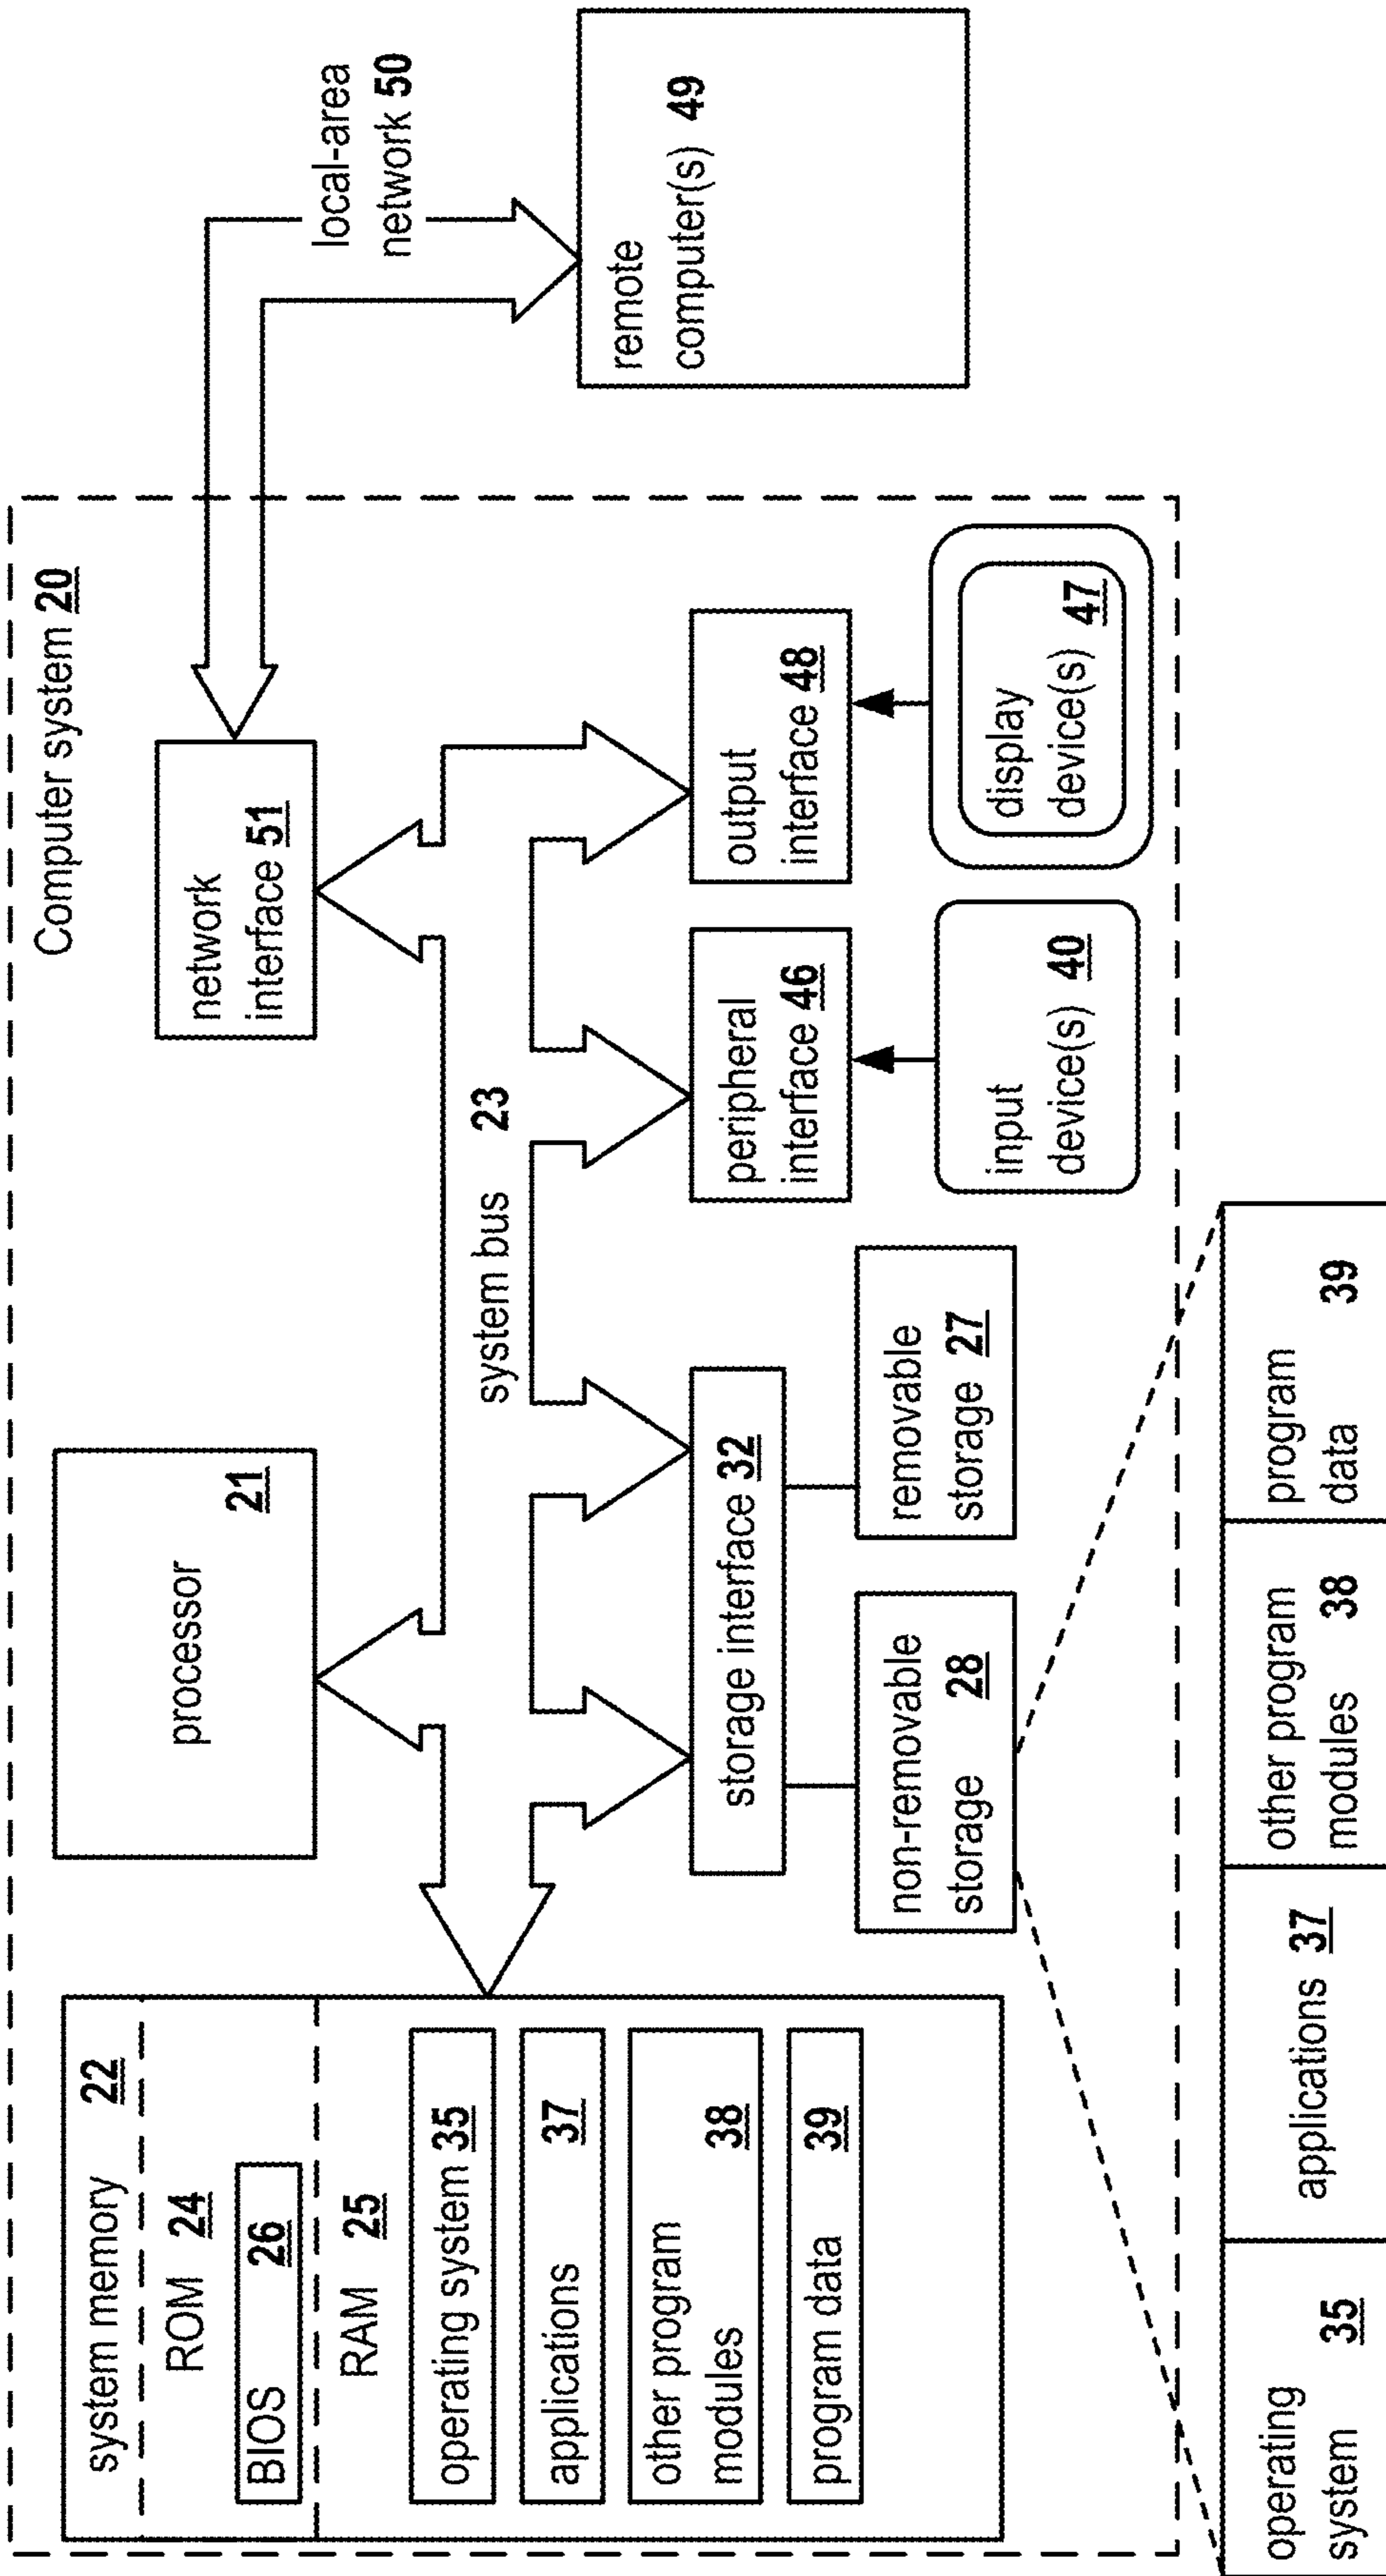 Computer system 20
system memory 22
ROM 24
BIOS 26
RAM 25
operating system 35
applications 37
other program
modules 38
program data 39
processor
21
network
interface 51
local-area
network 50
system bus 23
storage interface 32
peripheral
interface 46
output
interface 48
remote
computer(s) 49
non-removable
storage 28
removable
storage 27
input
device(s) 40
display
device(s) 47
operating
system 35
applications 37
other program
modules 38
program
data 39